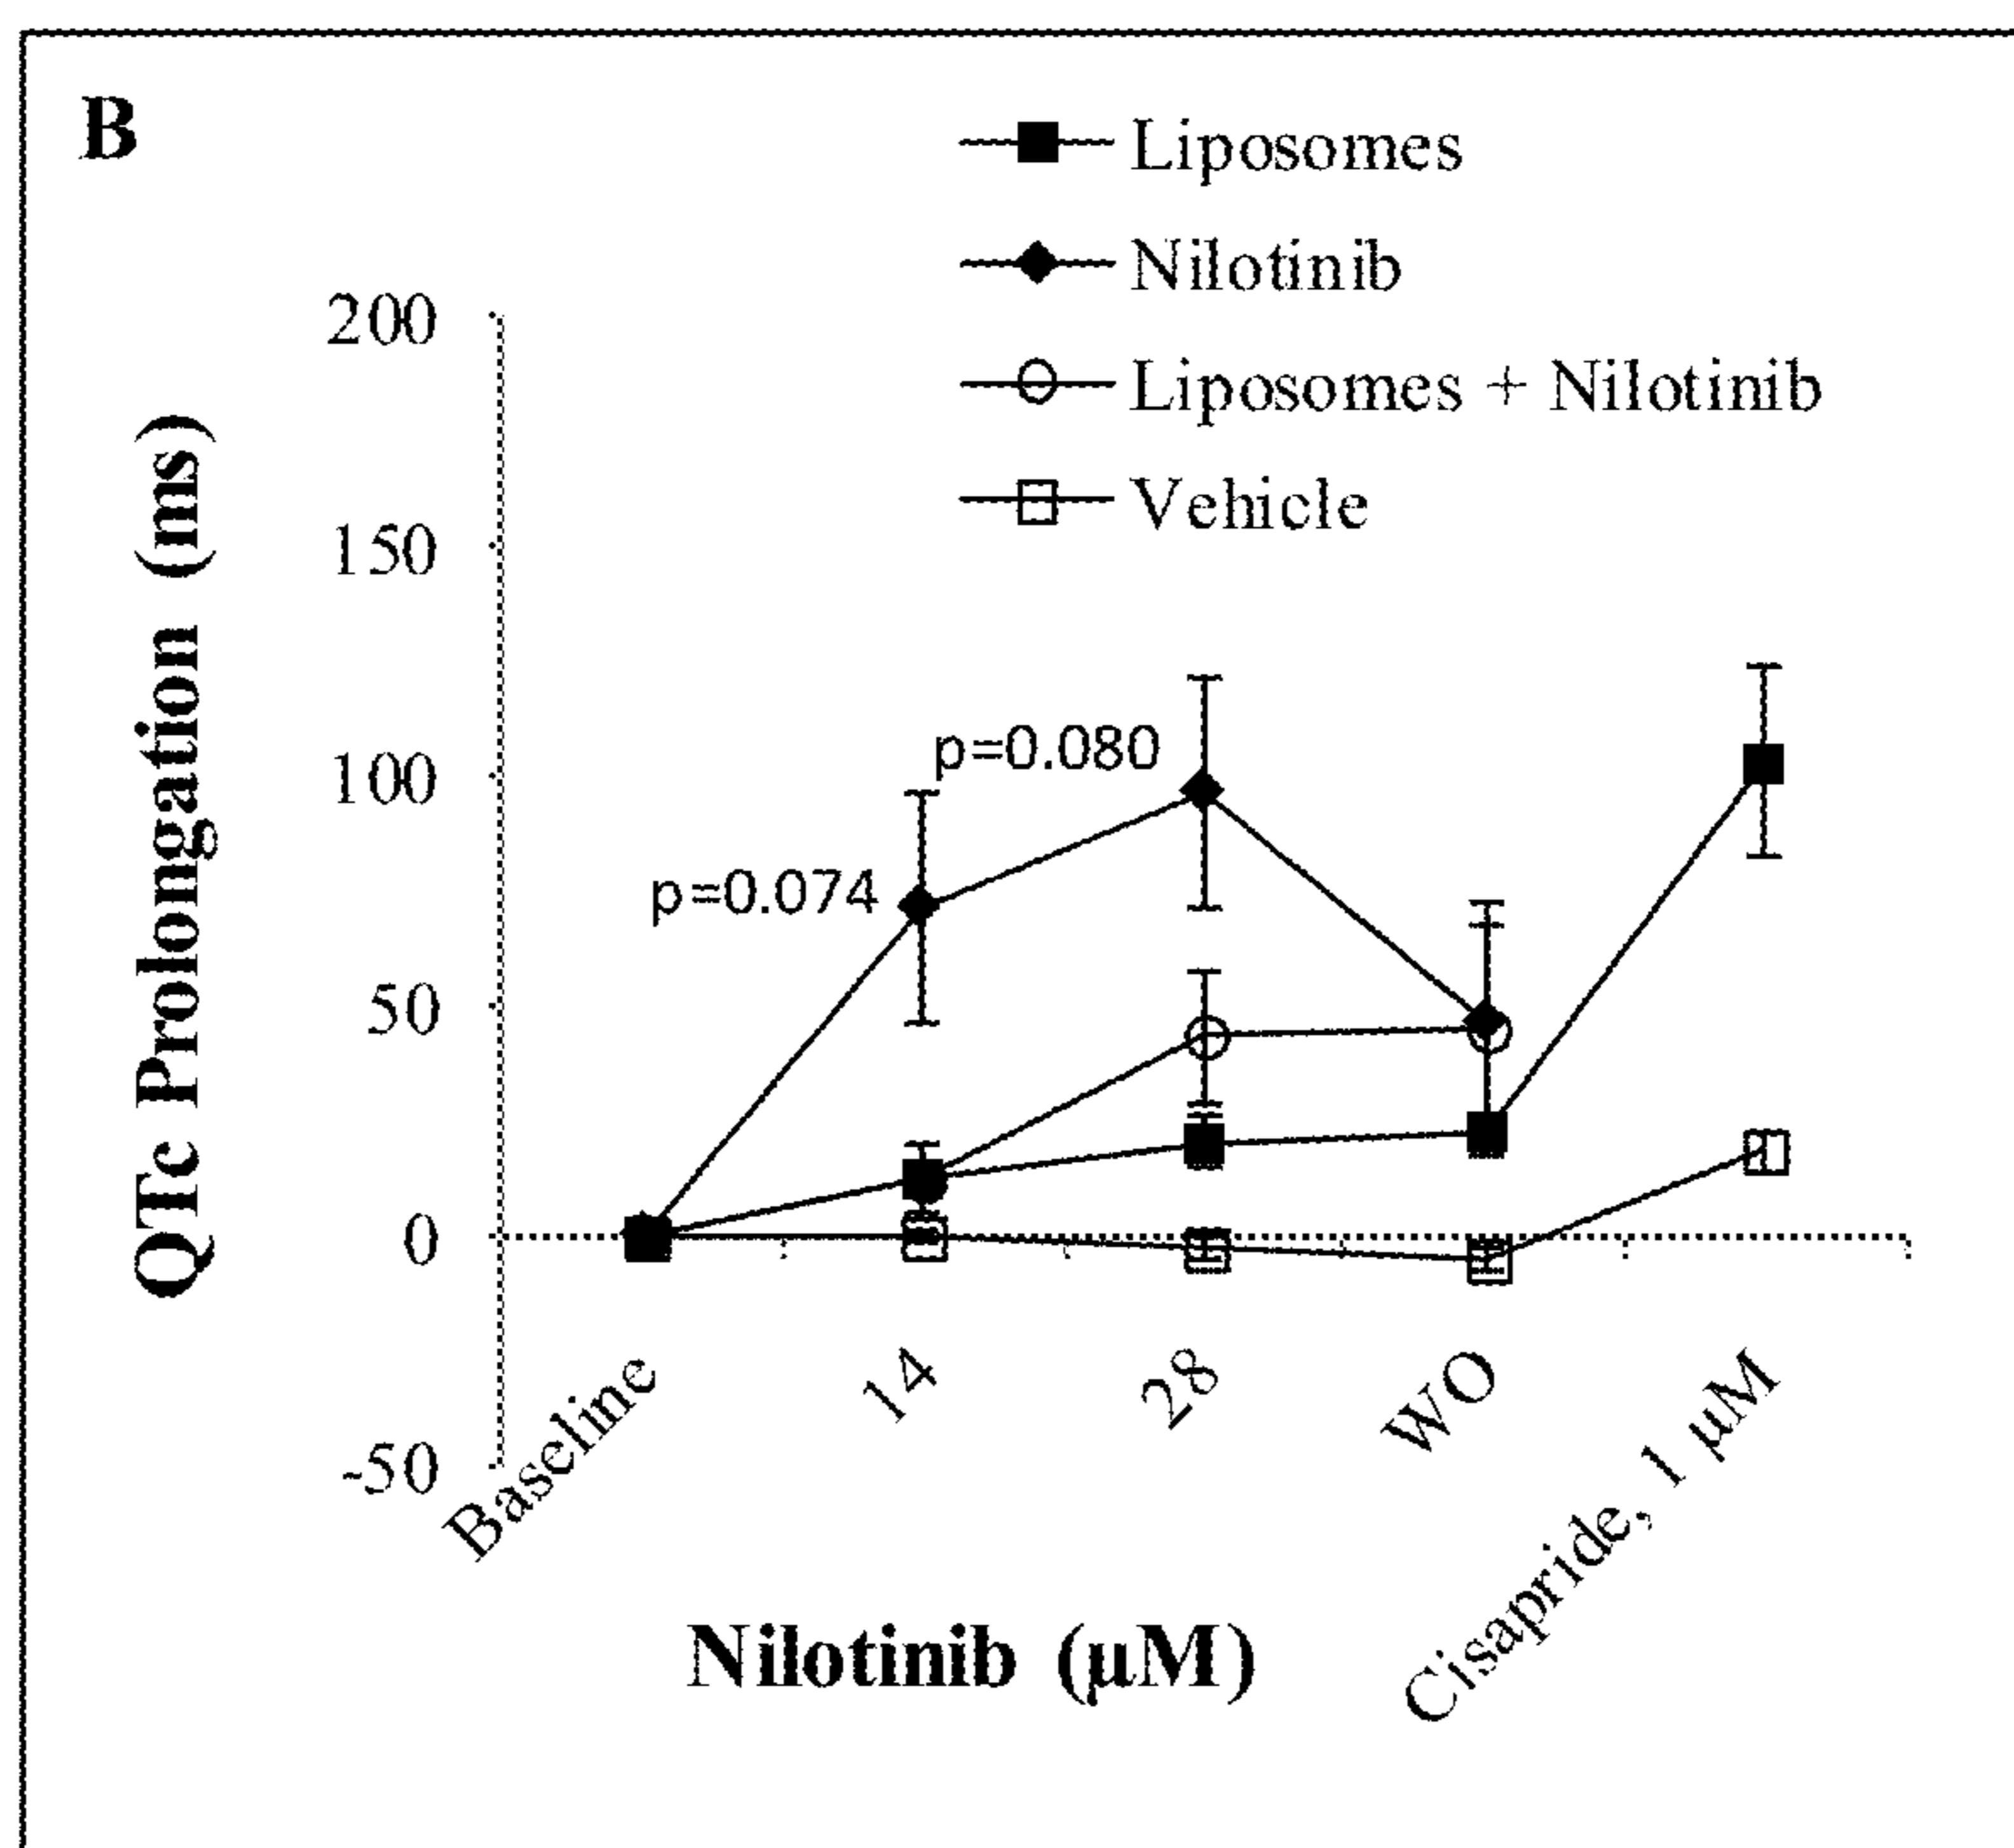 B
Liposomes
Nilotinib
Liposomes + Nilotinib
Vehicle
QTc Prolongation (ms)
200
150
100
50
0
-50
p=0.080
p=0.074
Baseline
14
28
WO
Cisapride, 1 µM
Nilotinib (µM)